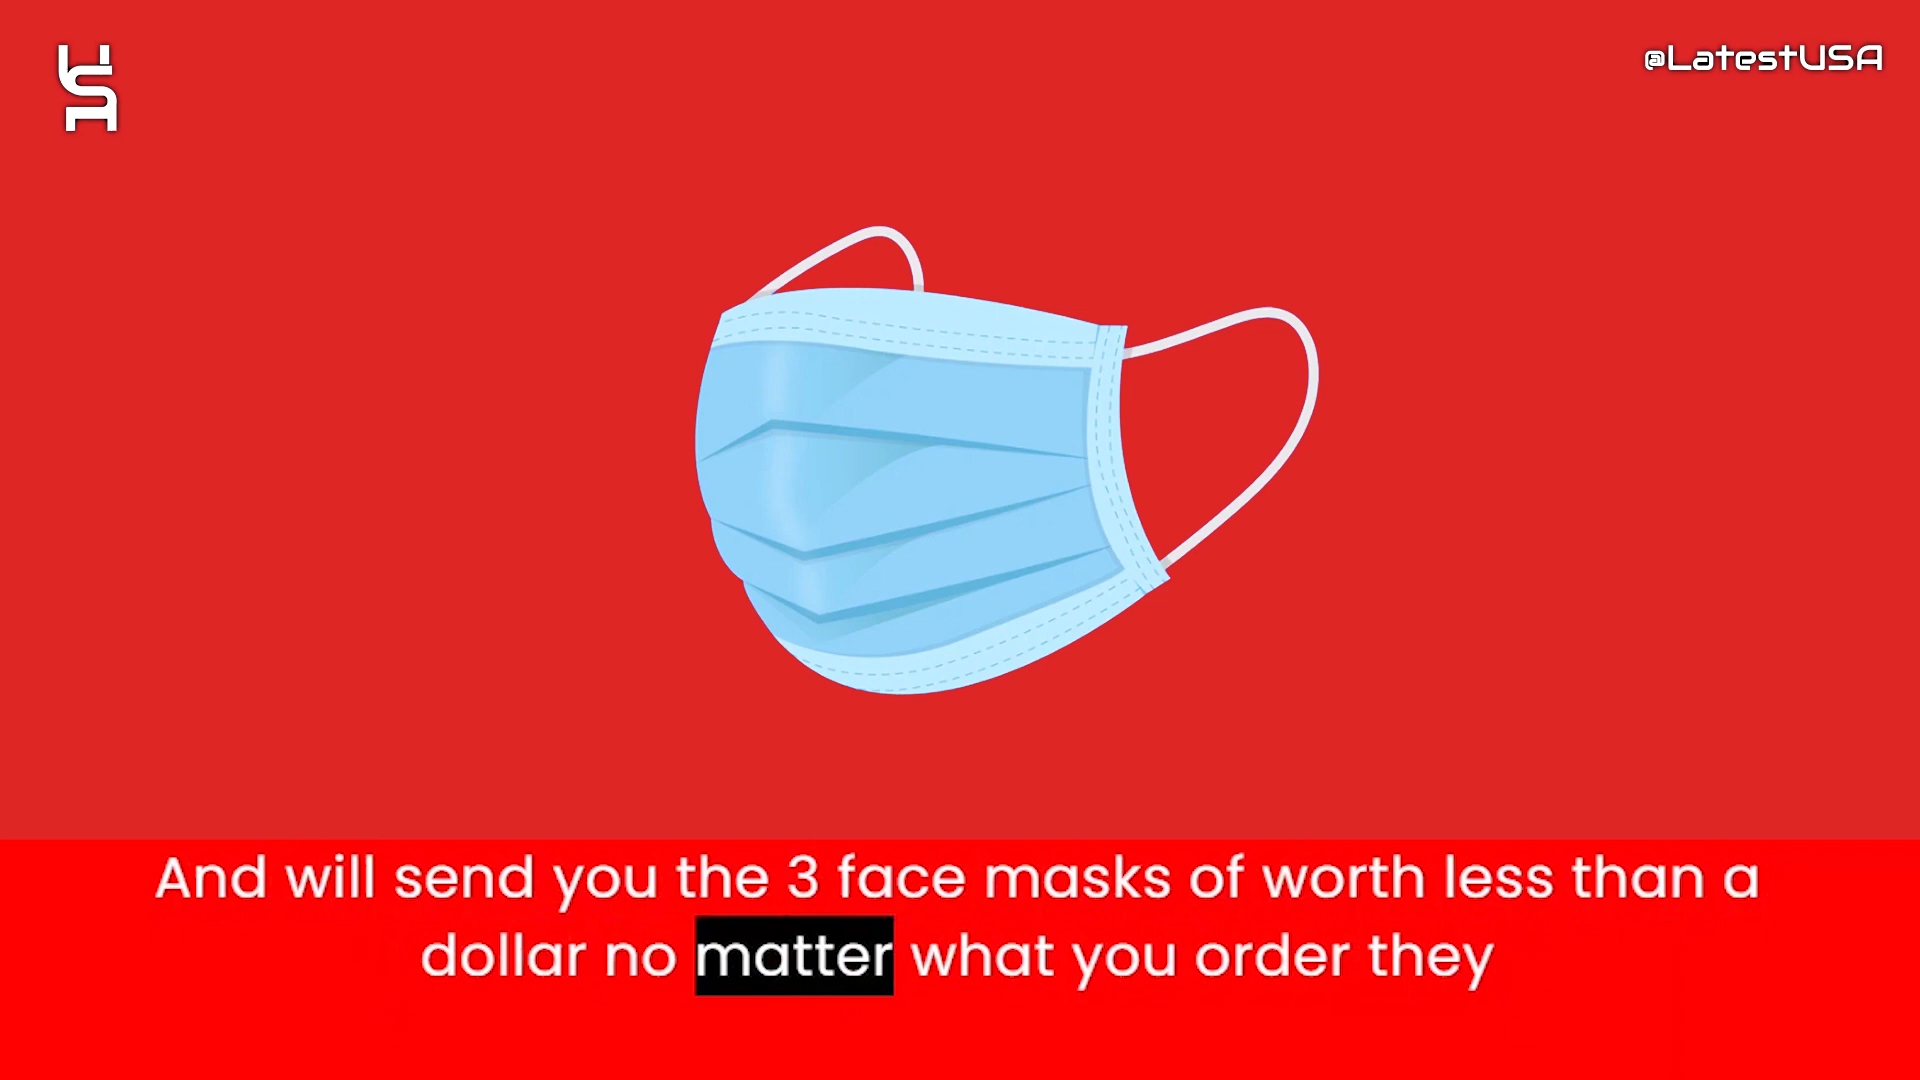 USA
@LatestUSA
And will send you the 3 face masks of worth less than a
dollar no matter what you order they